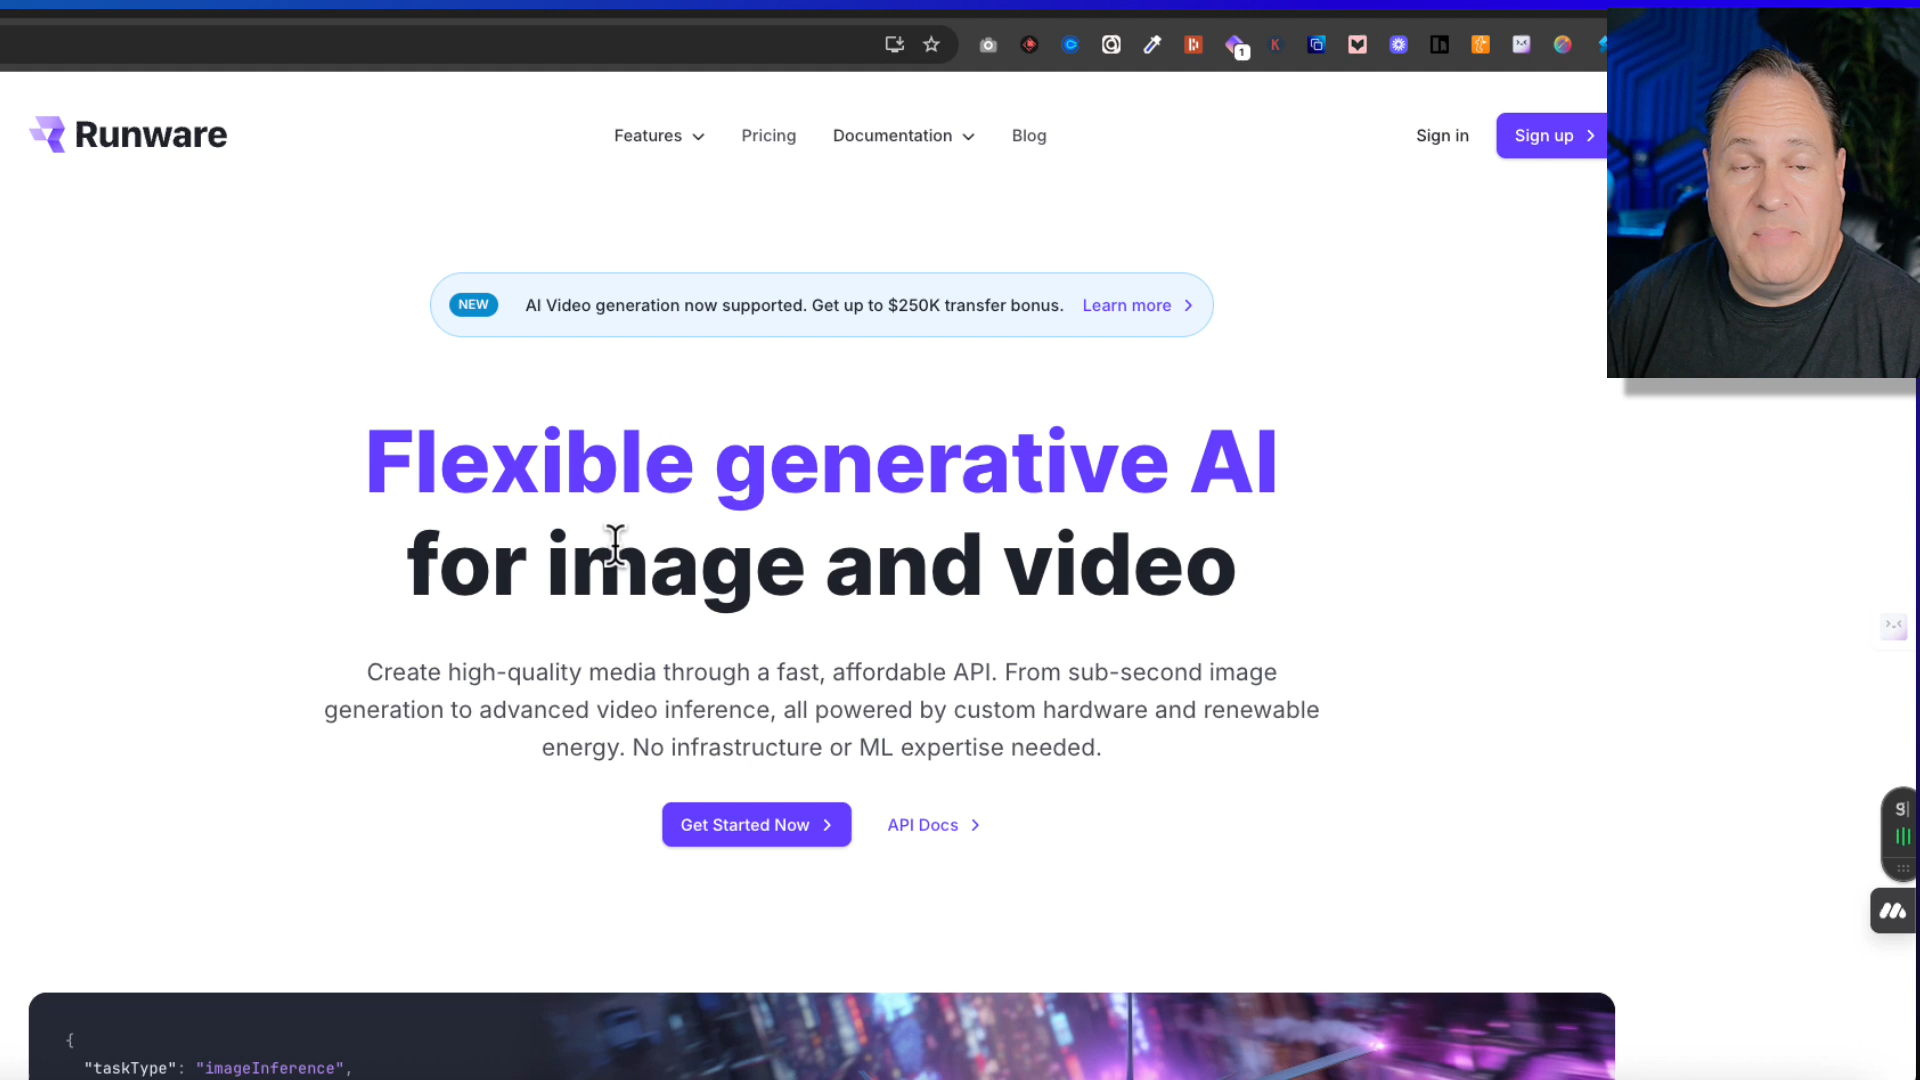 Runware
Features
Pricing
Documentation
Blog
Sign in
Sign up
NEW
AI Video generation now supported. Get up to $250K transfer bonus.
Learn more
Flexible generative AI
for image and video
Create high-quality media through a fast, affordable API. From sub-second image
generation to advanced video inference, all powered by custom hardware and renewable
energy. No infrastructure or ML expertise needed.
Get Started Now
API Docs
{
"taskType": "imageInference",
1
g|